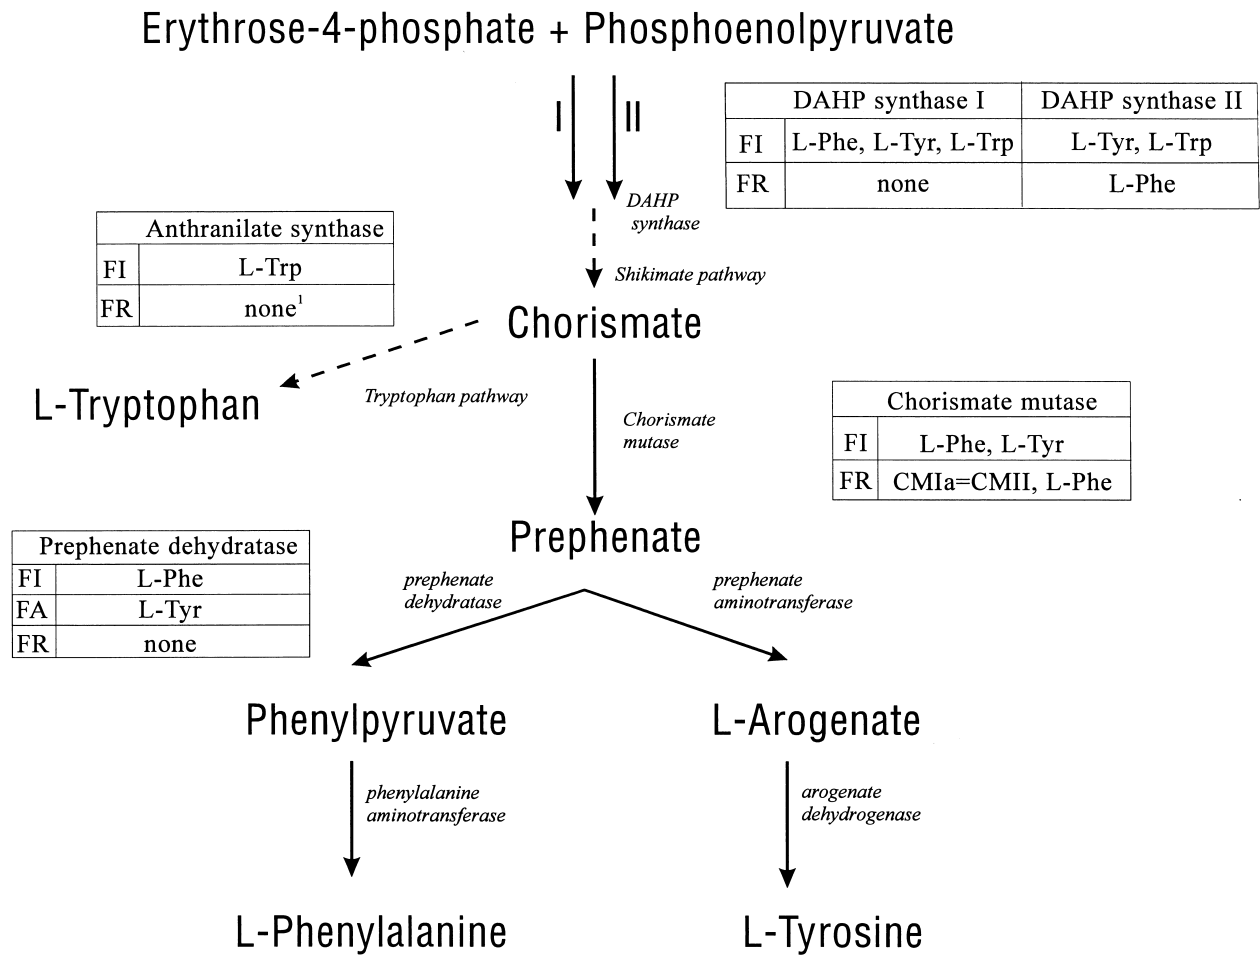 Erythrose-4-phosphate + Phosphoenolpyruvate
I II
DAHP synthase I DAHP synthase II
FI L-Phe, L-Tyr, L-Trp L-Tyr, L-Trp
FR none L-Phe
DAHP
synthase
Shikimate pathway
Anthranilate synthase
FI L-Trp
FR none¹
Chorismate
L-Tryptophan
Tryptophan pathway
Chorismate
mutase
Chorismate mutase
FI L-Phe, L-Tyr
FR CMIa=CMII, L-Phe
Prephenate
Prephenate dehydratase
FI L-Phe
FA L-Tyr
FR none
prephenate
dehydratase
prephenate
aminotransferase
Phenylpyruvate
L-Arogenate
phenylalanine
aminotransferase
arogenate
dehydrogenase
L-Phenylalanine
L-Tyrosine